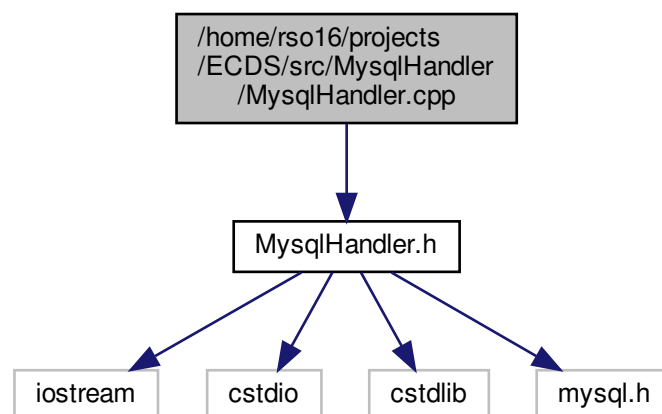 /home/rso16/projects
/ECDS/src/MysqlHandler
/MysqlHandler.cpp
MysqlHandler.h
iostream
cstdio
cstdlib
mysql.h